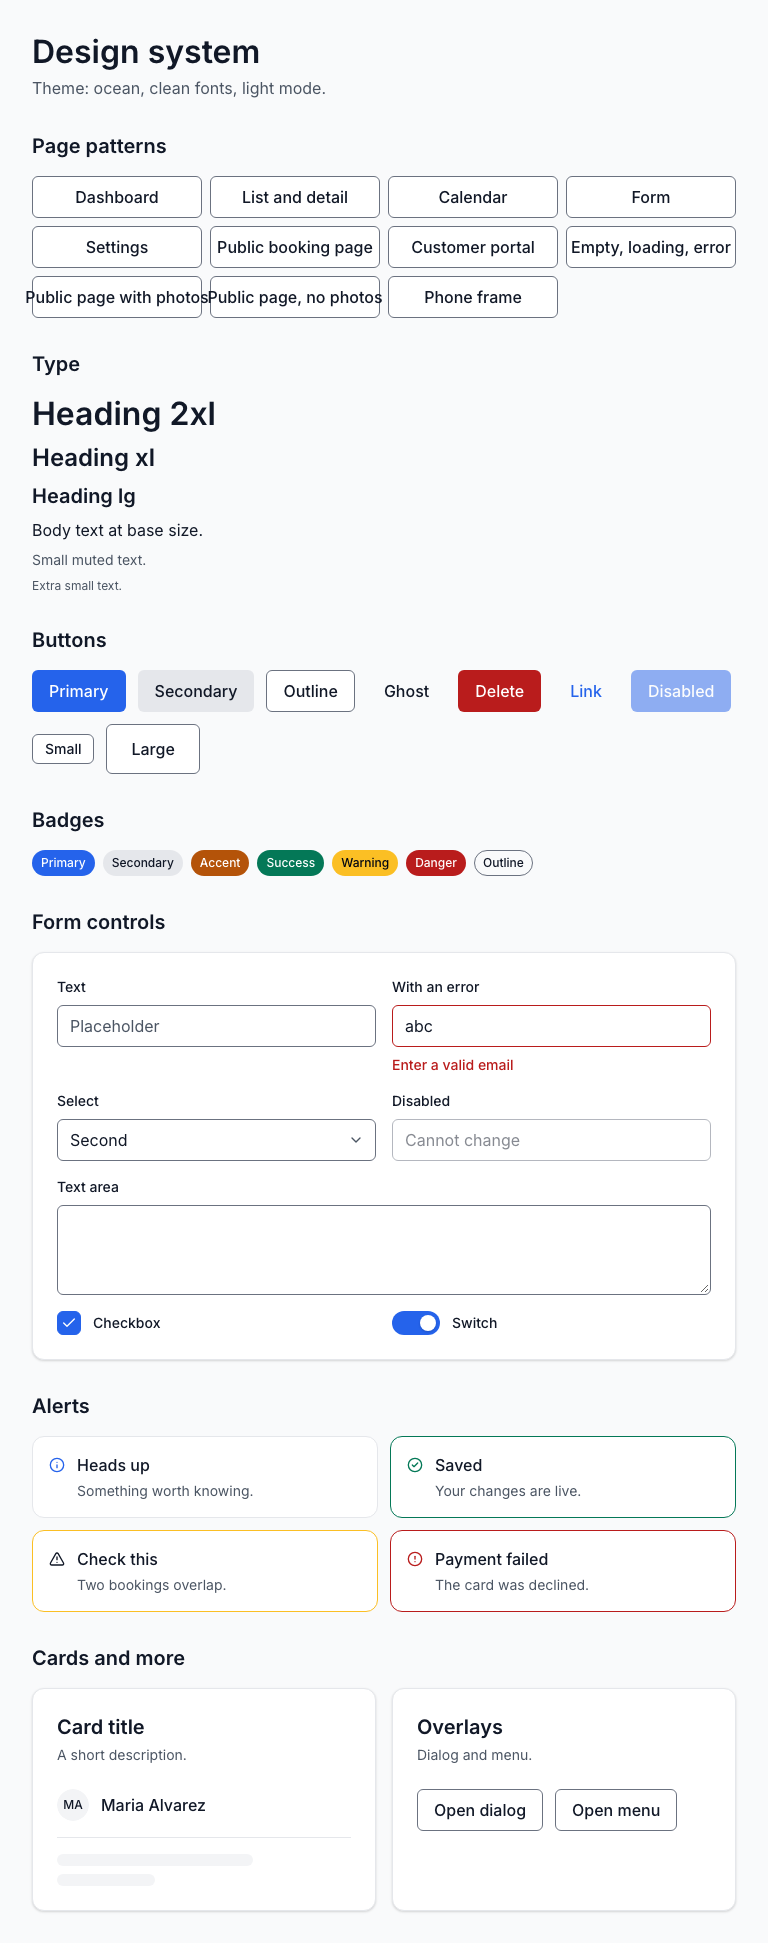 Design system
Theme: ocean, clean fonts, light mode.
Page patterns
Dashboard
List and detail
Calendar
Form
Settings
Public booking page
Customer portal
Empty, loading, error
Public page with photos
Public page, no photos
Phone frame
Type
Heading 2xl
Heading xl
Heading lg
Body text at base size.
Small muted text.
Extra small text.
Buttons
Primary
Secondary
Outline
Ghost
Delete
Link
Disabled
Small
Large
Badges
Primary
Secondary
Accent
Success
Warning
Danger
Outline
Form controls
Text
With an error
Placeholder
abc
Enter a valid email
Select
Disabled
Second
Cannot change
Text area
Checkbox
Switch
Alerts
Heads up
Something worth knowing.
Saved
Your changes are live.
Check this
Two bookings overlap.
Payment failed
The card was declined.
Cards and more
Card title
A short description.
MA
Maria Alvarez
Overlays
Dialog and menu.
Open dialog
Open menu